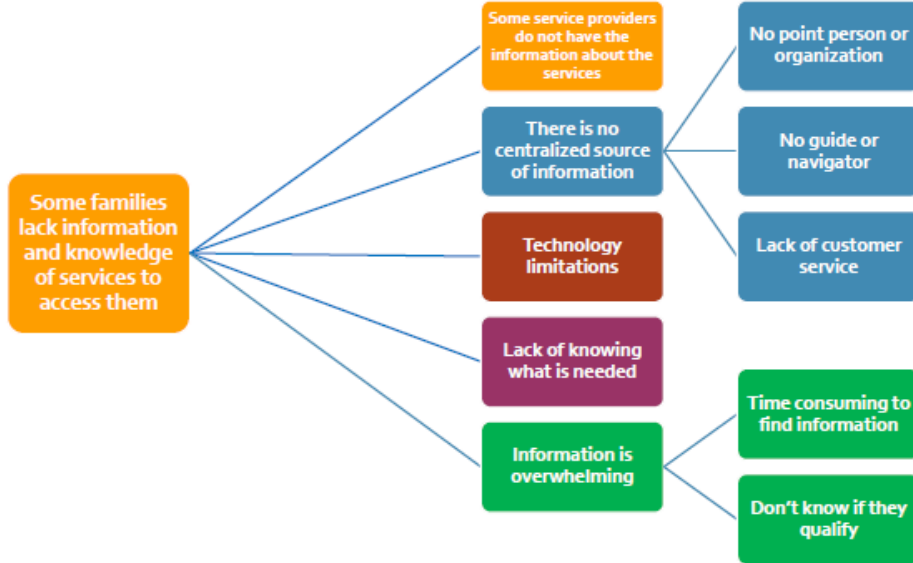 Some families
lack information
and knowledge
of services to
access them
Some service providers
do not have the
information about the
services
There is no
centralized source
of information
Technology
limitations
Lack of knowing
what is needed
Information is
overwhelming
No point person or
organization
No guide or
navigator
Lack of customer
service
Time consuming to
find information
Don’t know if they
qualify